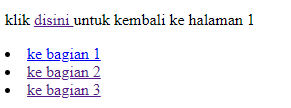 klik disini untuk kembali ke halaman 1
• ke bagian 1
• ke bagian 2
• ke bagian 3